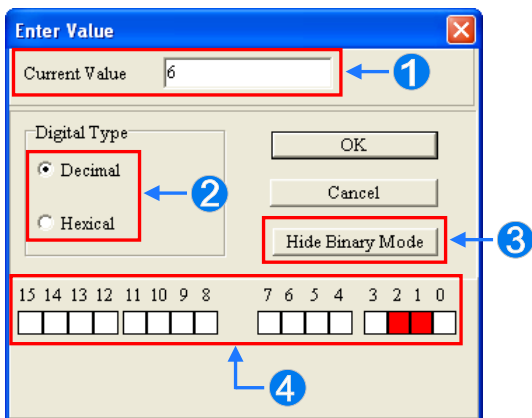 Enter Value
Current Value 6 1
Digital Type
Decimal 2
Hexical
OK
Cancel
Hide Binary Mode 3
15 14 13 12 11 10 9 8 7 6 5 4 3 2 1 0
4